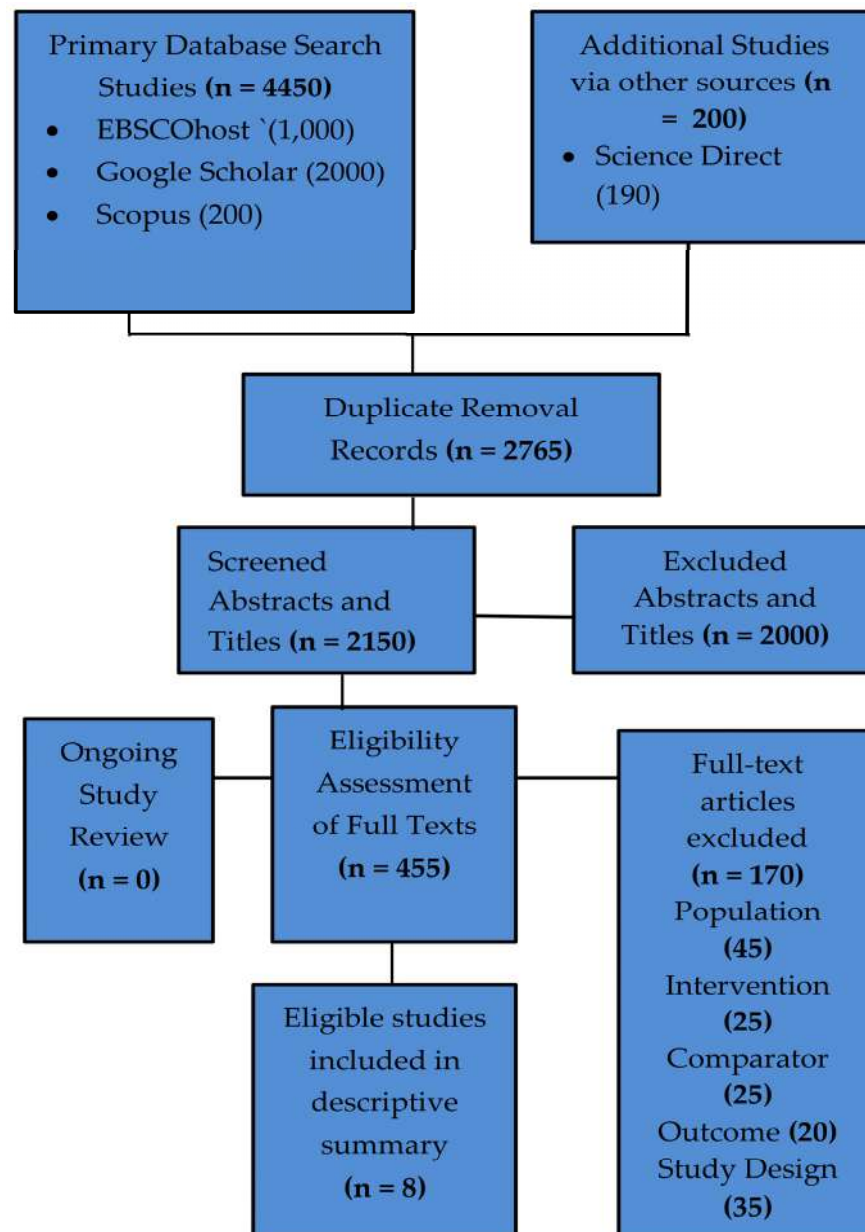 Primary Database Search
Studies (n = 4450)
• EBSCOhost `(1,000)
• Google Scholar (2000)
• Scopus (200)
Additional Studies
via other sources (n
= 200)
• Science Direct
(190)
Duplicate Removal
Records (n = 2765)
Screened
Abstracts and
Titles (n = 2150)
Excluded
Abstracts and
Titles (n = 2000)
Ongoing
Study
Review
(n = 0)
Eligibility
Assessment
of Full Texts
(n = 455)
Full-text
articles
excluded
(n = 170)
Population
(45)
Intervention
(25)
Comparator
(25)
Outcome (20)
Study Design
(35)
Eligible studies
included in
descriptive
summary
(n = 8)